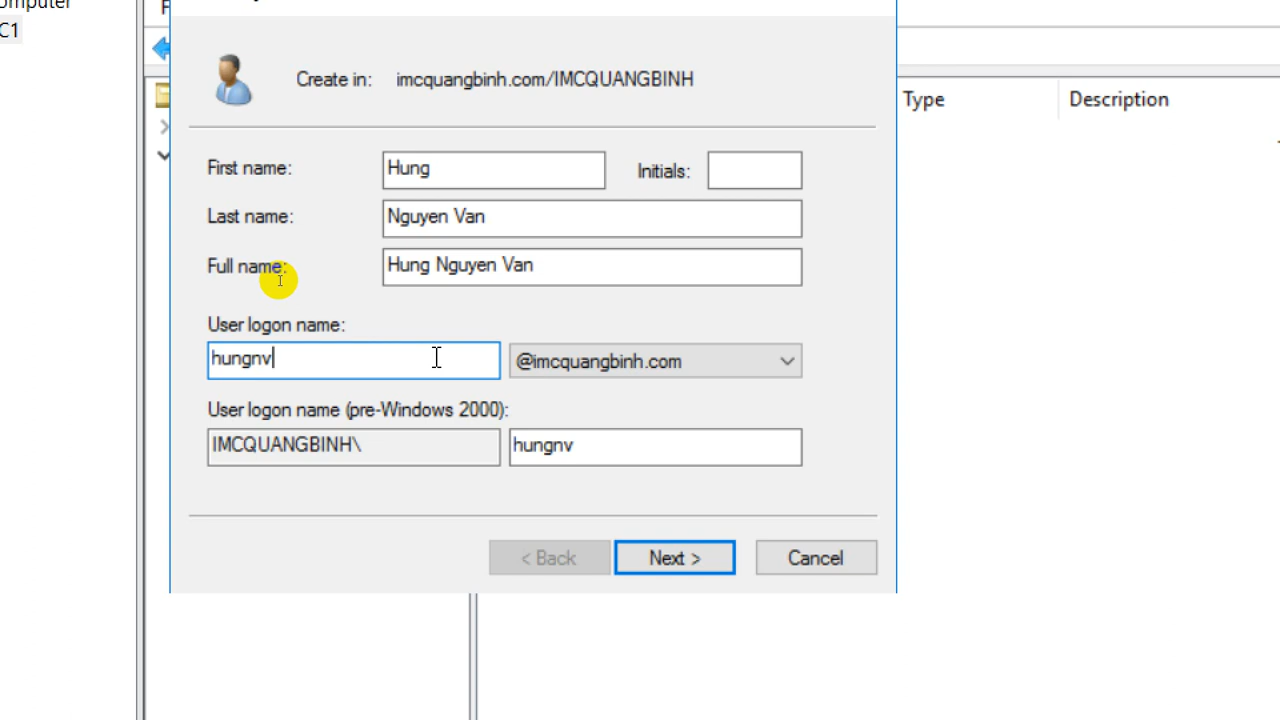 omputer
C1
F
Create in: imcquangbinh.com/IMCQUANGBINH
Type Description
First name: Hung Initials:
Last name: Nguyen Van
Full name: Hung Nguyen Van
User logon name:
hungnv @imcquangbinh.com
User logon name (pre-Windows 2000):
IMCQUANGBINH\ hungnv
< Back Next > Cancel